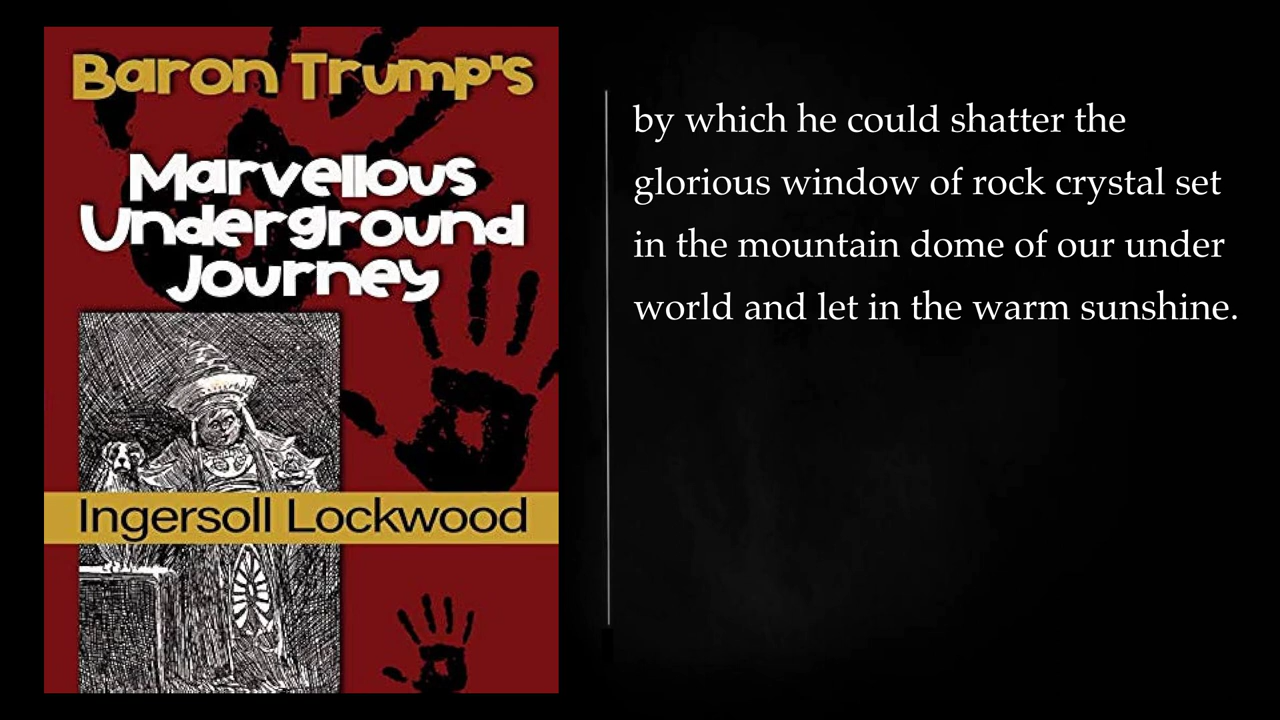 Baron Trump's
Marvellous
Underground
Journey
Ingersoll Lockwood
by which he could shatter the
glorious window of rock crystal set
in the mountain dome of our under
world and let in the warm sunshine.